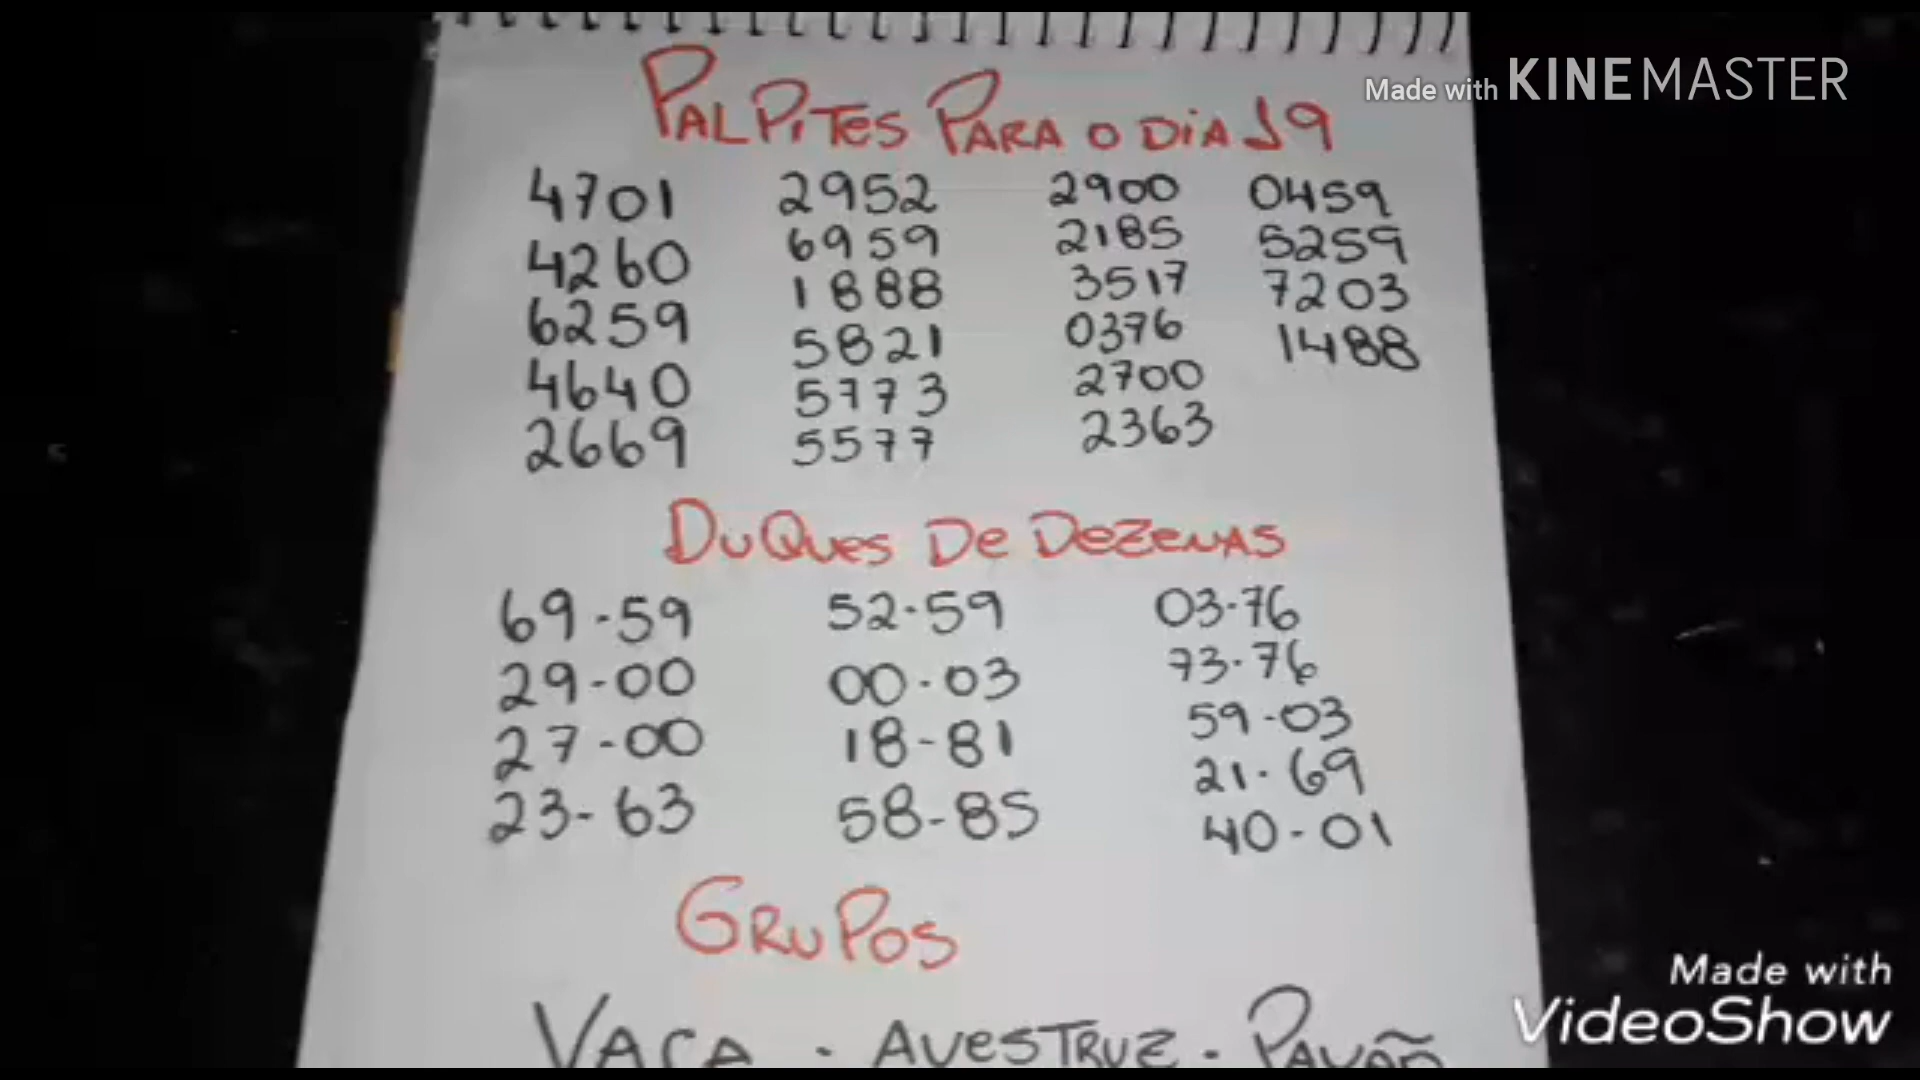 Made with KINEMASTER
PALPiTes PARA O DiA 19
4701 2952 2900 0459
4260 6959 2185 5259
6259 1888 3517 7203
4640 5821 0376 1488
2669 5773 2700
5577 2363
DuQues De DeZeNAS
69-59 52-59 03-76
29-00 00-03 73-76
27-00 18-81 59-03
23-63 58-85 21-69
40-01
GRuPos
VACA - AVESTRUZ - PAVÃO
Made with
VideoShow